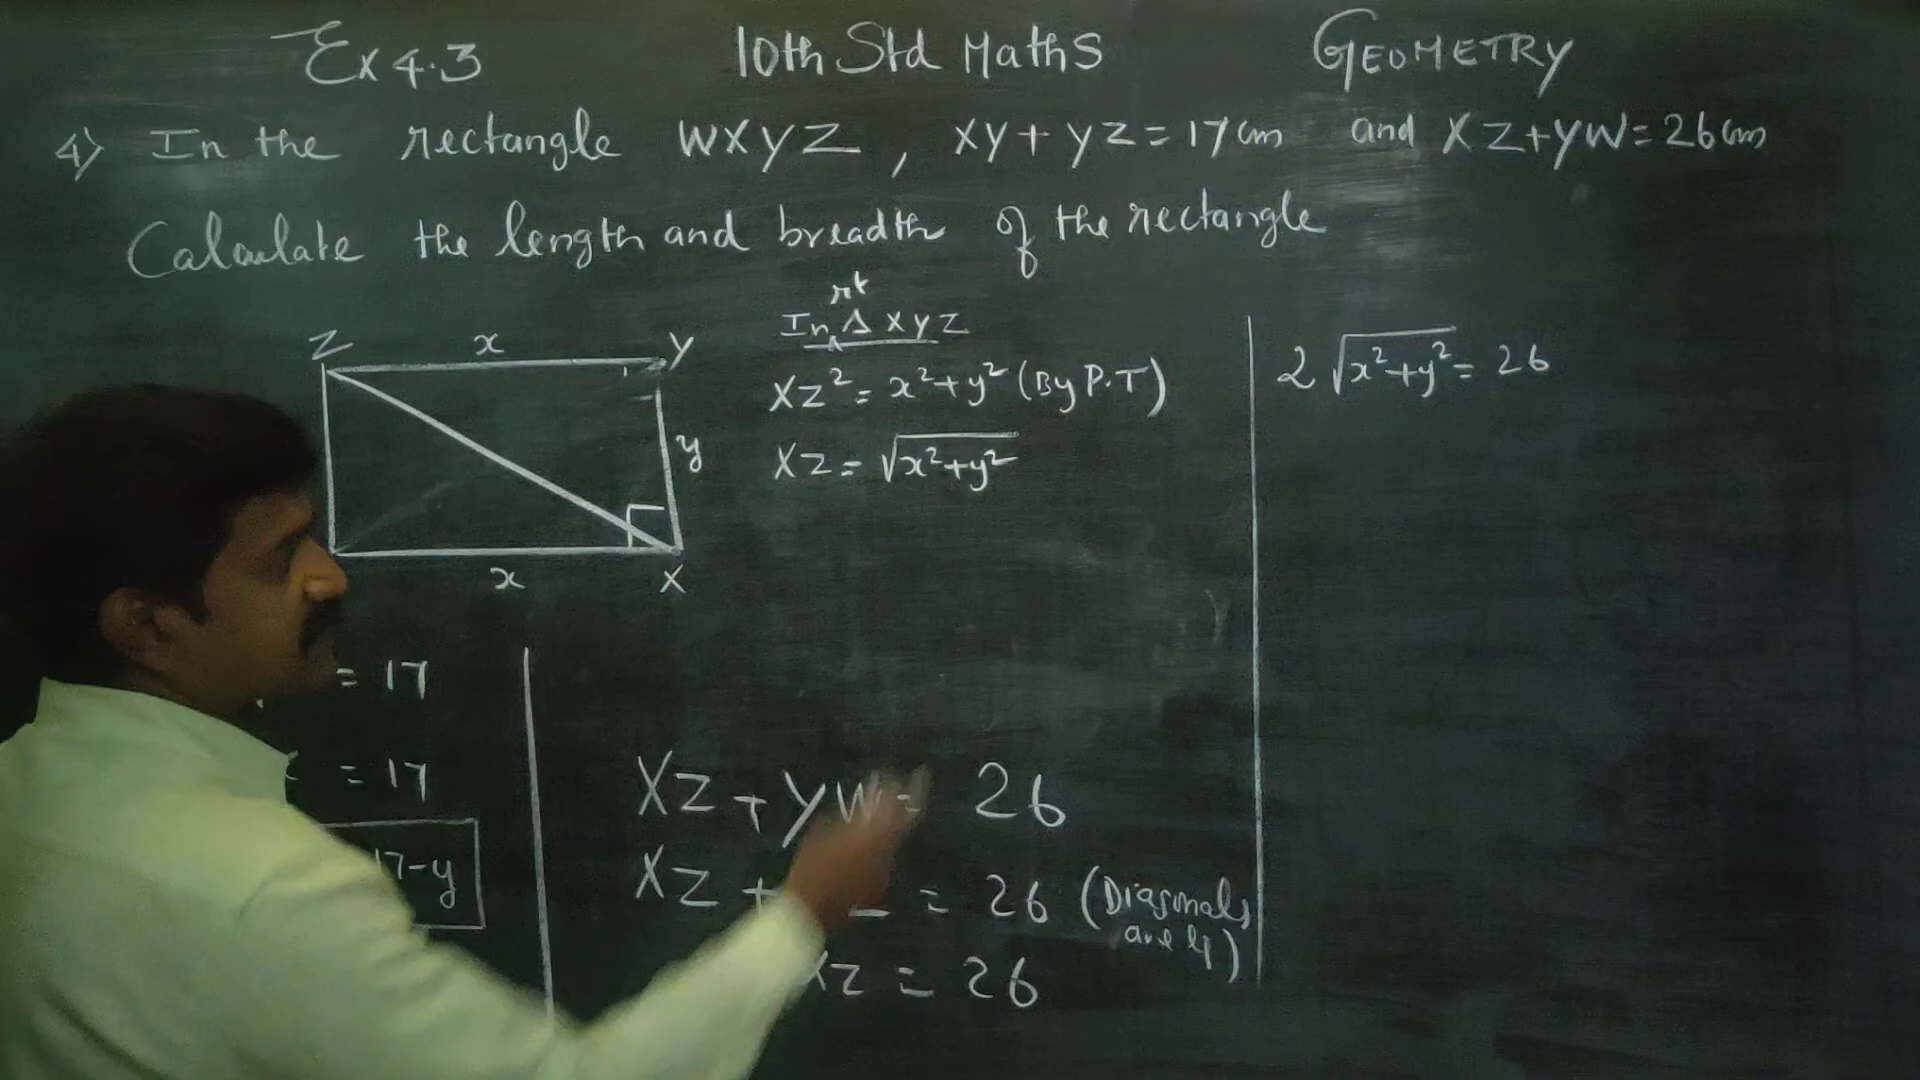 Ex 4.3 10th Std Maths GEOMETRY
4) In the rectangle WXYZ, XY + YZ = 17cm and XZ+YW=26cm
Calculate the length and breadth of the rectangle
Z x Y
y
x X
rt
In Δ XYZ
XZ² = x²+y² (By P.T)
XZ = √x²+y²
= 17
= 17
17-y
XZ + YW = 26
XZ + = 26 (Diagonals
are
XZ = 26
2 √x²+y² = 26